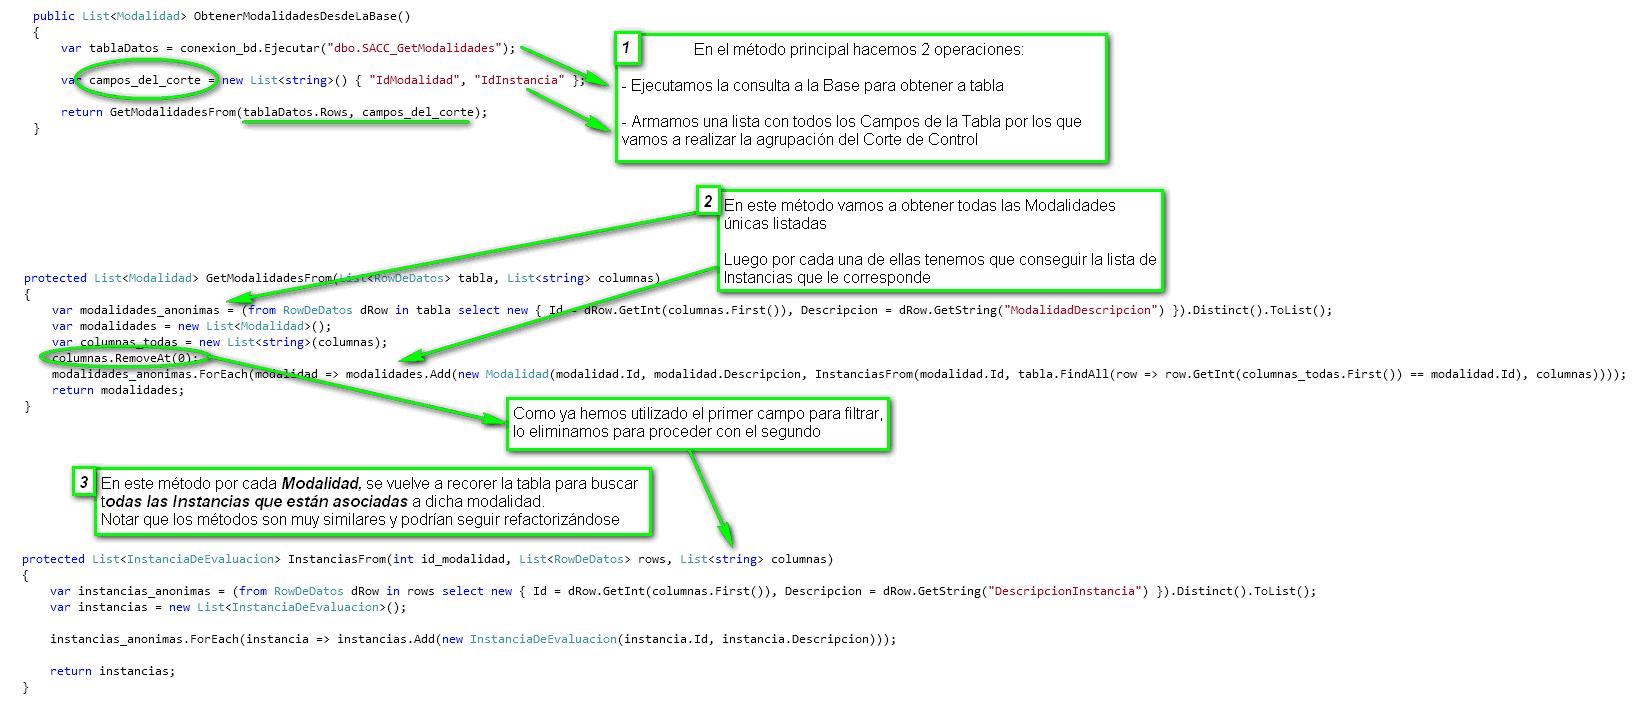 public List<Modalidad> ObtenerModalidadesDesdeLaBase()
{
var tablaDatos = conexion_bd.Ejecutar("dbo.SACC_GetModalidades");
var campos_del_corte = new List<string>() { "IdModalidad", "IdInstancia" };
return GetModalidadesFrom(tablaDatos.Rows, campos_del_corte);
}
1
En el método principal hacemos 2 operaciones:
- Ejecutamos la consulta a la Base para obtener a tabla
- Armamos una lista con todos los Campos de la Tabla por los que
vamos a realizar la agrupación del Corte de Control
2
En este método vamos a obtener todas las Modalidades
únicas listadas
Luego por cada una de ellas tenemos que conseguir la lista de
Instancias que le corresponde
protected List<Modalidad> GetModalidadesFrom(List<RowDeDatos> tabla, List<string> columnas)
{
var modalidades_anonimas = (from RowDeDatos dRow in tabla select new { Id = dRow.GetInt(columnas.First()), Descripcion = dRow.GetString("ModalidadDescripcion") }).Distinct().ToList();
var modalidades = new List<Modalidad>();
var columnas_todas = new List<string>(columnas);
columnas.RemoveAt(0);
modalidades_anonimas.ForEach(modalidad => modalidades.Add(new Modalidad(modalidad.Id, modalidad.Descripcion, InstanciasFrom(modalidad.Id, tabla.FindAll(row => row.GetInt(columnas_todas.First()) == modalidad.Id), columnas))));
return modalidades;
}
Como ya hemos utilizado el primer campo para filtrar,
lo eliminamos para proceder con el segundo
3
En este método por cada Modalidad, se vuelve a recorer la tabla para buscar
todas las Instancias que están asociadas a dicha modalidad.
Notar que los métodos son muy similares y podrían seguir refactorizándose
protected List<InstanciaDeEvaluacion> InstanciasFrom(int id_modalidad, List<RowDeDatos> rows, List<string> columnas)
{
var instancias_anonimas = (from RowDeDatos dRow in rows select new { Id = dRow.GetInt(columnas.First()), Descripcion = dRow.GetString("DescripcionInstancia") }).Distinct().ToList();
var instancias = new List<InstanciaDeEvaluacion>();
instancias_anonimas.ForEach(instancia => instancias.Add(new InstanciaDeEvaluacion(instancia.Id, instancia.Descripcion)));
return instancias;
}